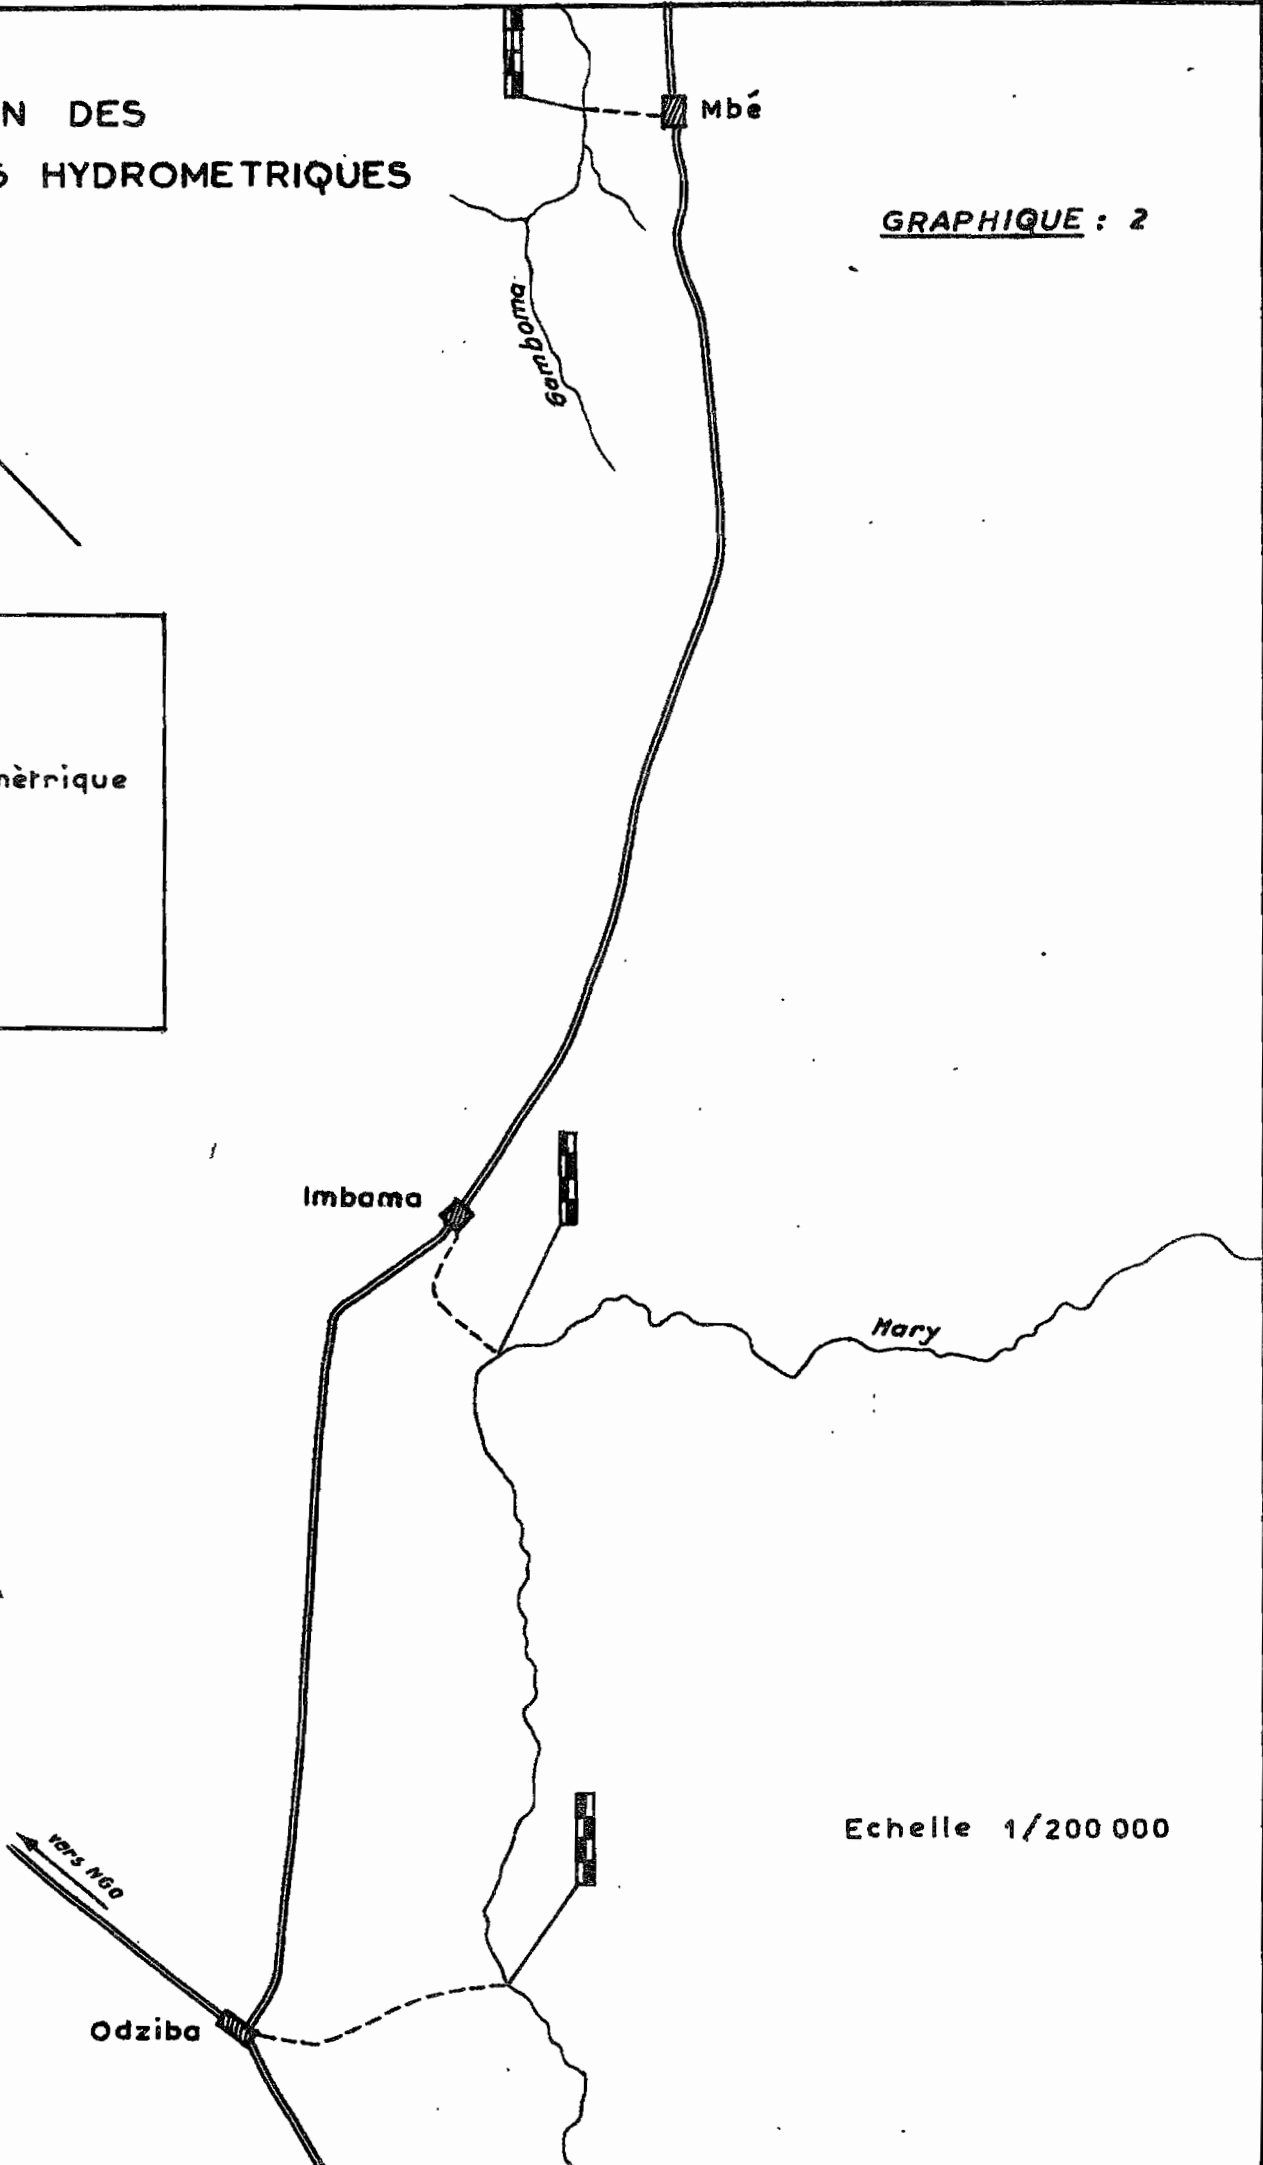 N DES
S HYDROMETRIQUES
Mbé
GRAPHIQUE : 2
Gamboma
mètrique
Imbama
Mary
Echelle 1/200 000
vers NGO
Odziba